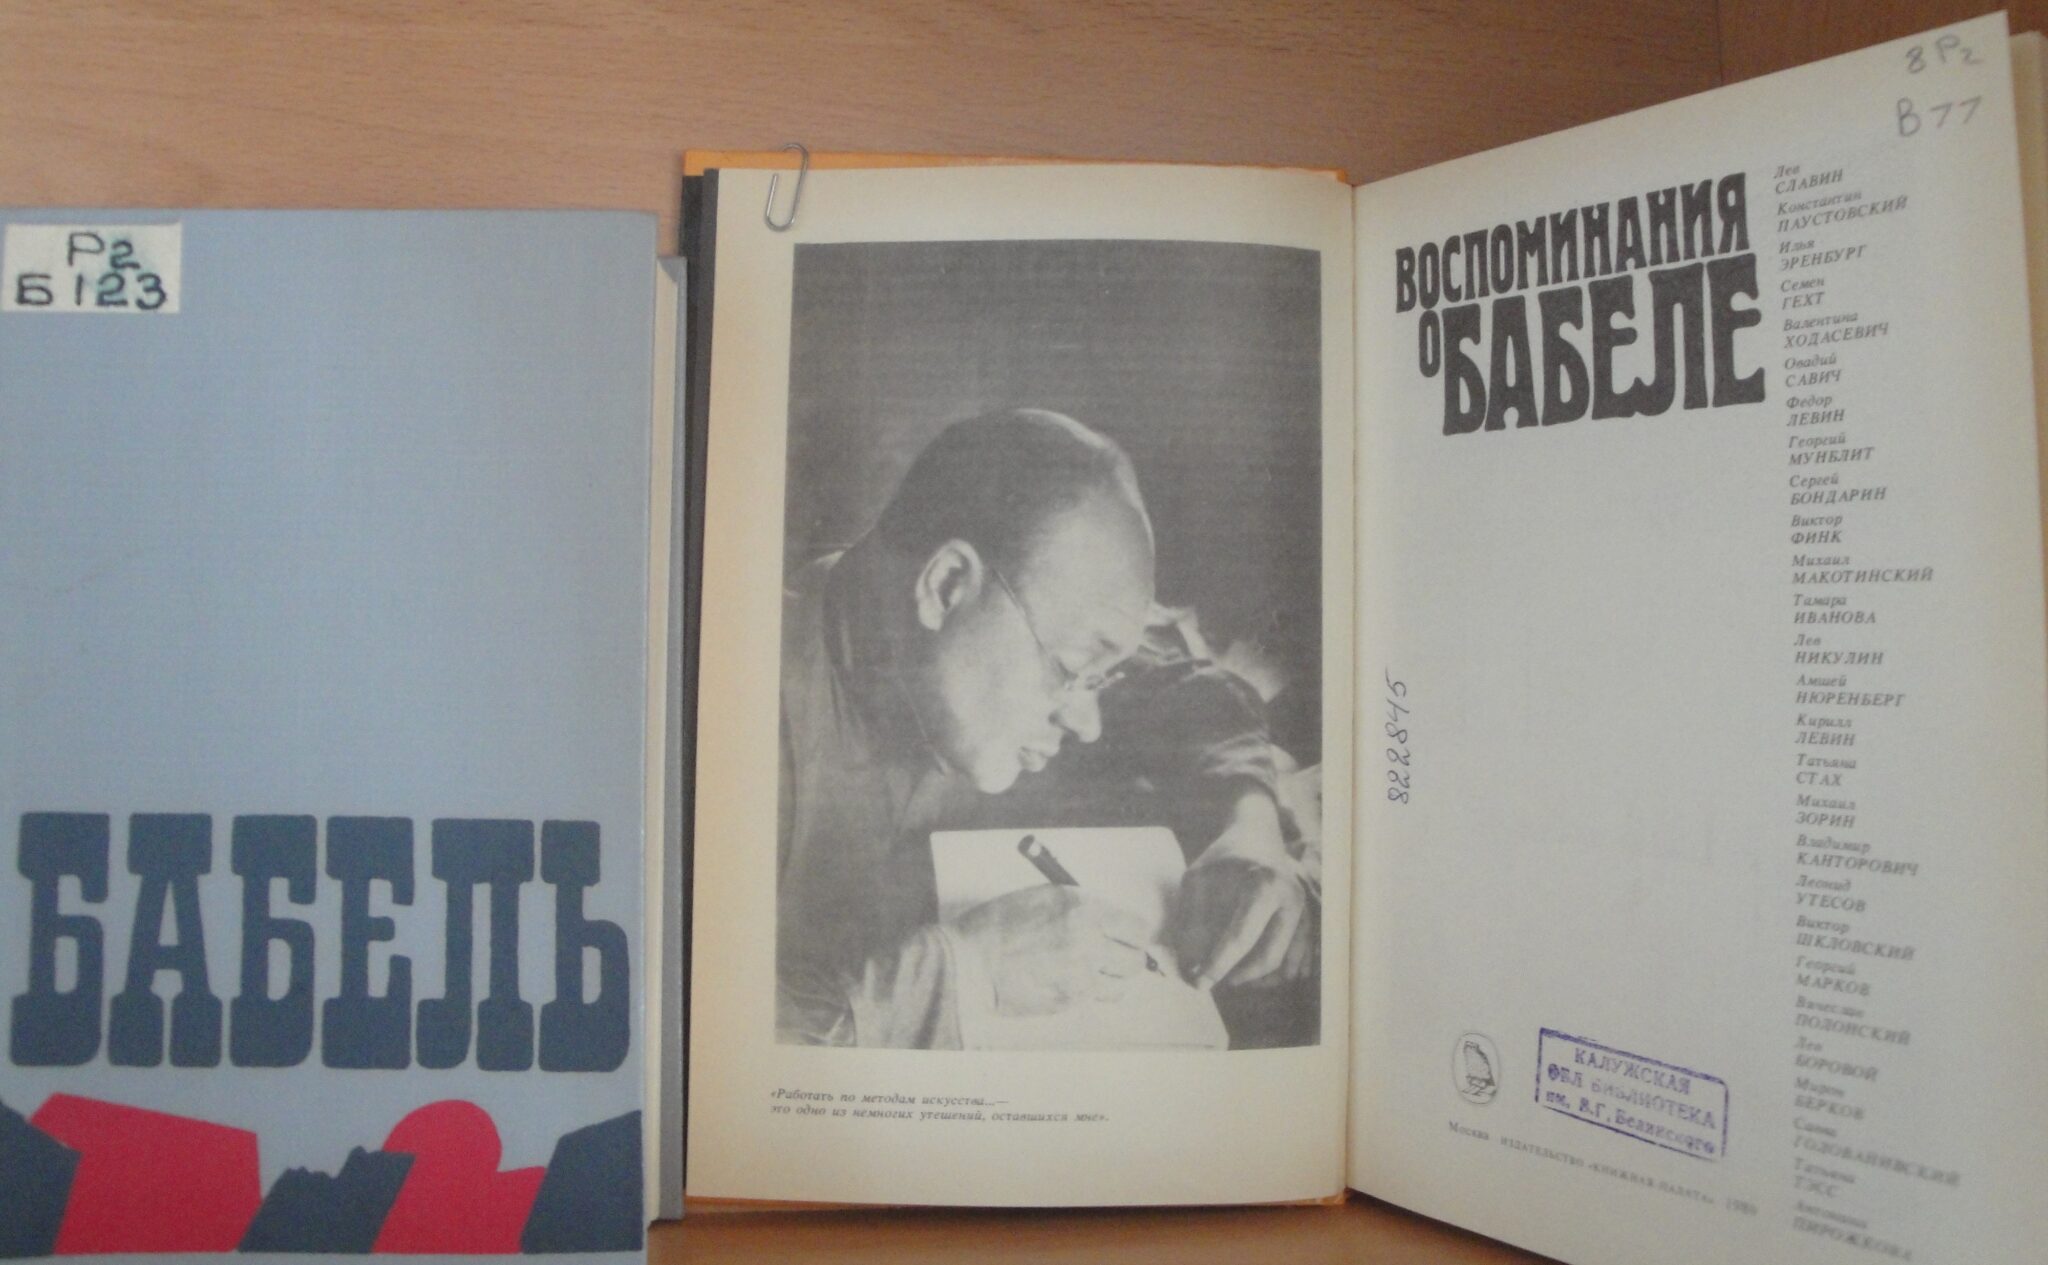 Р2
Б 123
БАБЕЛЬ
«Работать по методам искусства...—
это одно из немногих утешений, оставшихся мне».
8Р2
В 77
ВОСПОМИНАНИЯ
О БАБЕЛЕ
8222845
Лев
СЛАВИН
Константин
ПАУСТОВСКИЙ
Илья
ЭРЕНБУРГ
Семен
ГЕХТ
Валентина
ХОДАСЕВИЧ
Овадий
САВИЧ
Федор
ЛЕВИН
Георгий
МУНБЛИТ
Сергей
БОНДАРИН
Виктор
ФИНК
Михаил
МАКОТИНСКИЙ
Тамара
ИВАНОВА
Лев
НИКУЛИН
Амшей
НЮРЕНБЕРГ
Кирилл
ЛЕВИН
Татьяна
СТАХ
Михаил
ЗОРИН
Владимир
КАНТОРОВИЧ
Леонид
УТЕСОВ
Виктор
ШКЛОВСКИЙ
Георгий
МАРКОВ
Вячеслав
ПОЛОНСКИЙ
Лев
БОРОВОЙ
Мирон
БЕРКОВ
Савва
ГОЛОВАНИВСКИЙ
Татьяна
ТЭСС
Антонина
ПИРОЖКОВА
КАЛУЖСКАЯ
ОБЛ БИБЛИОТЕКА
им. В.Г. Белинского
Москва издательство «КНИЖНАЯ ПАЛАТА» 1989